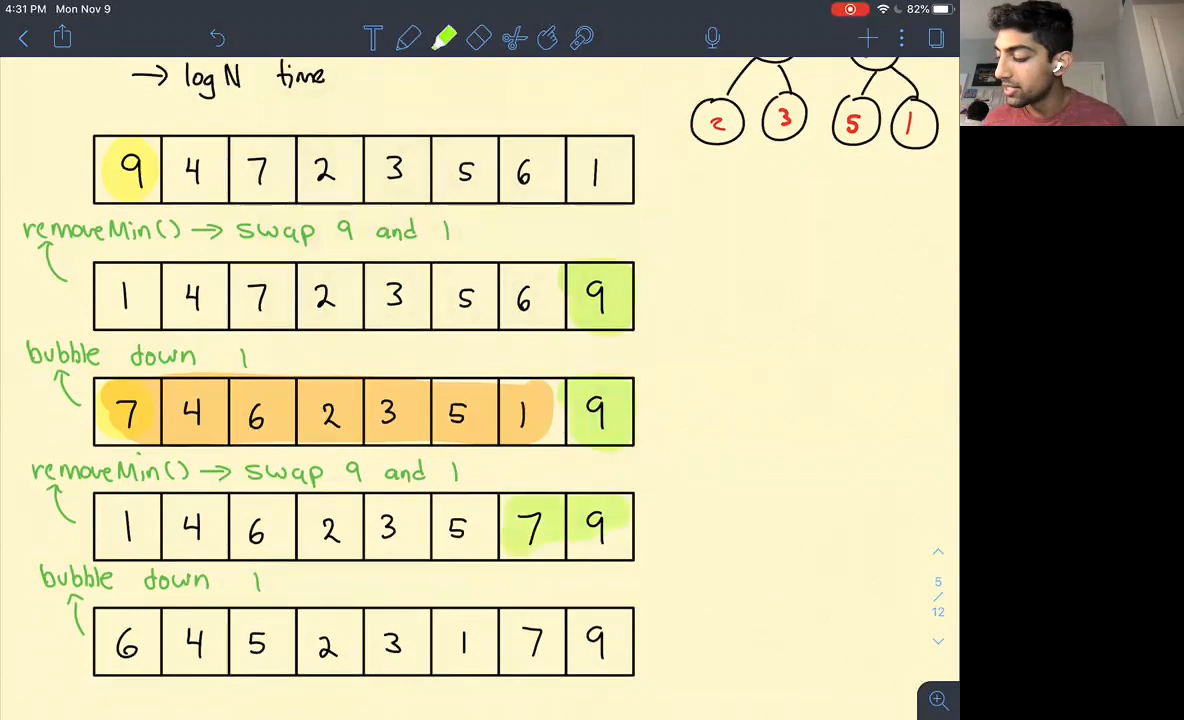 4:31 PM Mon Nov 9
82%
→ log N time
2 3 5 1
9 4 7 2 3 5 6 1
removeMin() → swap 9 and 1
1 4 7 2 3 5 6 9
bubble down 1
7 4 6 2 3 5 1 9
removeMin() → swap 9 and 1
1 4 6 2 3 5 7 9
bubble down 1
5
/
12
6 4 5 2 3 1 7 9